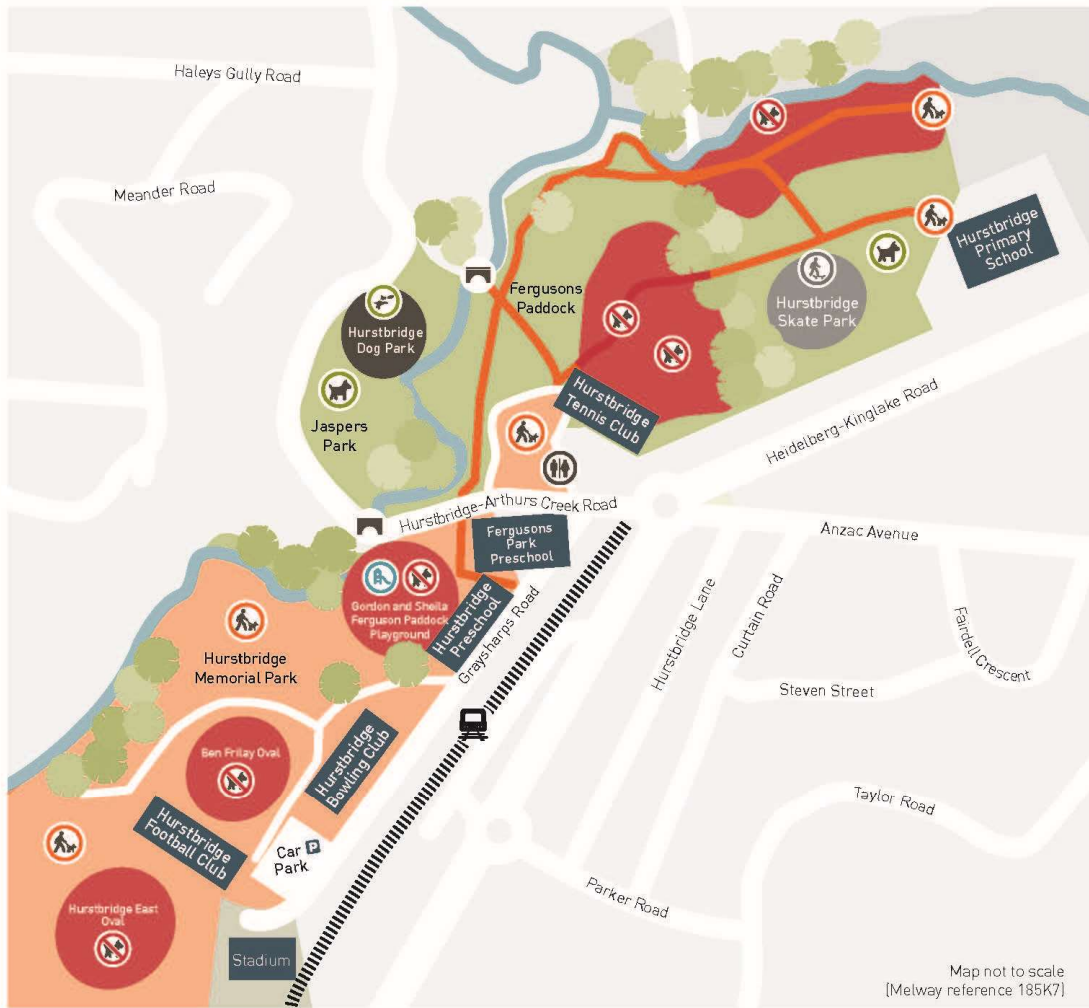 Haleys Gully Road
Meander Road
Hurstbridge
Primary
School
Fergusons
Paddock
Hurstbridge
Skate Park
Hurstbridge
Dog Park
Jaspers
Park
Hurstbridge
Tennis Club
Heidelberg-Kinglake Road
Hurstbridge-Arthurs Creek Road
Anzac Avenue
Fergusons
Park
Preschool
Gordon and Sheila
Ferguson Paddock
Playground
Hurstbridge
Preschool
Graysharps Road
Hurstbridge Lane
Curtain Road
Fairdell Crescent
Steven Street
Hurstbridge
Memorial Park
Ben Frilay Oval
Hurstbridge
Bowling Club
Hurstbridge
Football Club
Car P
Park
Taylor Road
Parker Road
Hurstbridge East
Oval
Stadium
Map not to scale
(Melway reference 185K7)